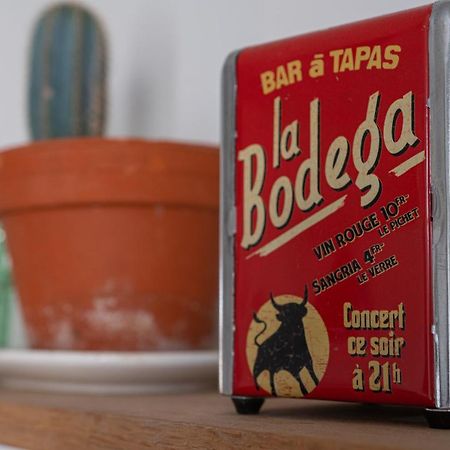 BAR à TAPAS
la
Bodega
VIN ROUGE 10FR-
LE PICHET
SANGRIA 4FR-
LE VERRE
Concert
ce soir
à 21h